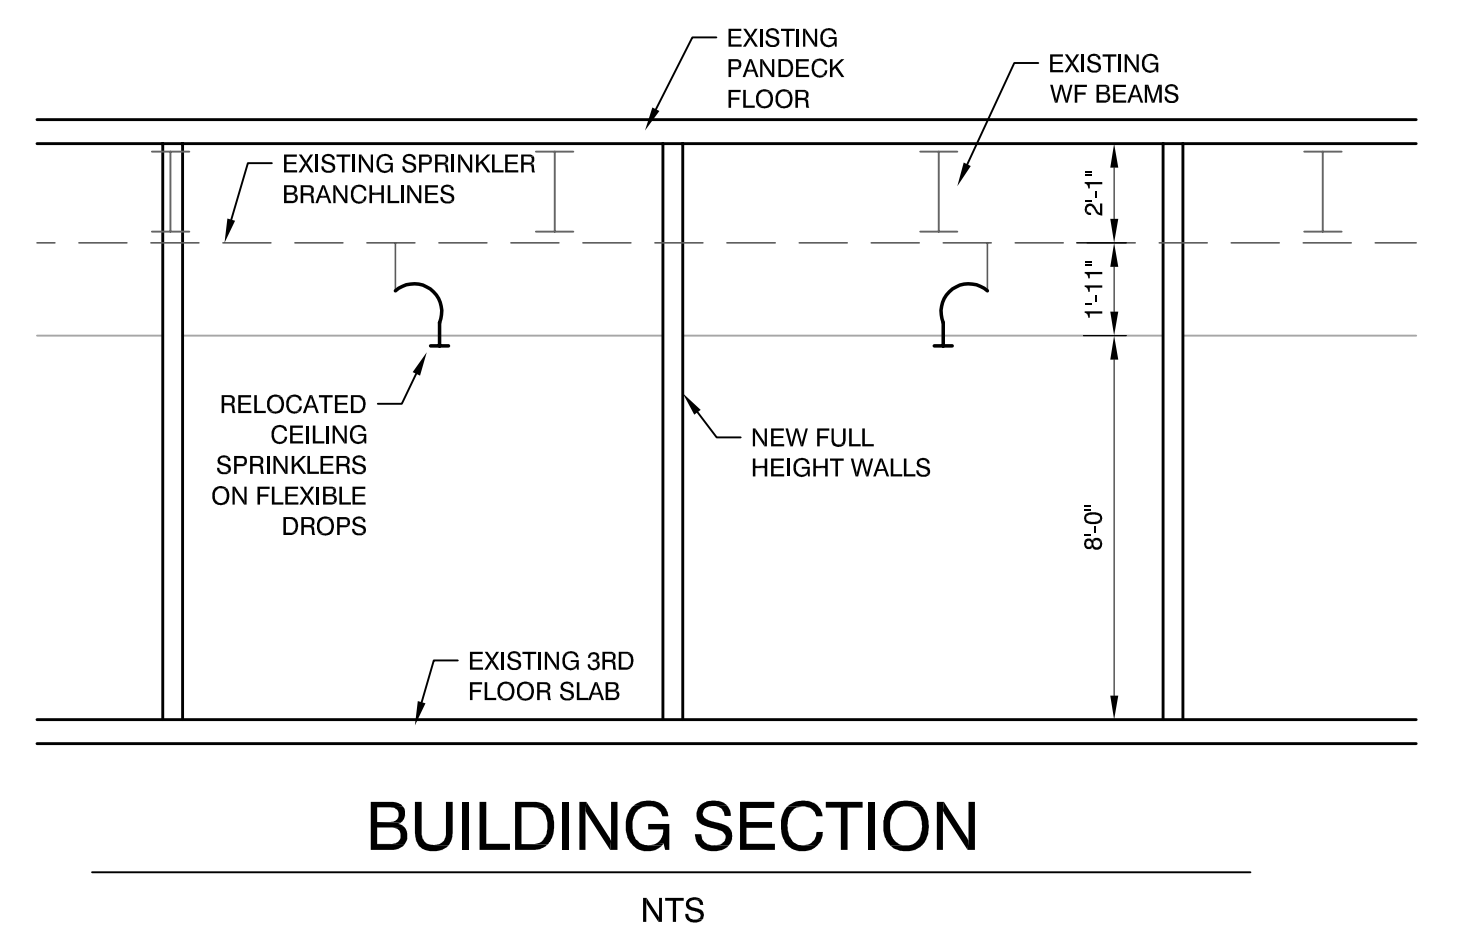 EXISTING
PANDECK
FLOOR
EXISTING
WF BEAMS
EXISTING SPRINKLER
BRANCHLINES
2'-1"
1'-11"
RELOCATED
CEILING
SPRINKLERS
ON FLEXIBLE
DROPS
NEW FULL
HEIGHT WALLS
8'-0"
EXISTING 3RD
FLOOR SLAB
BUILDING SECTION
NTS